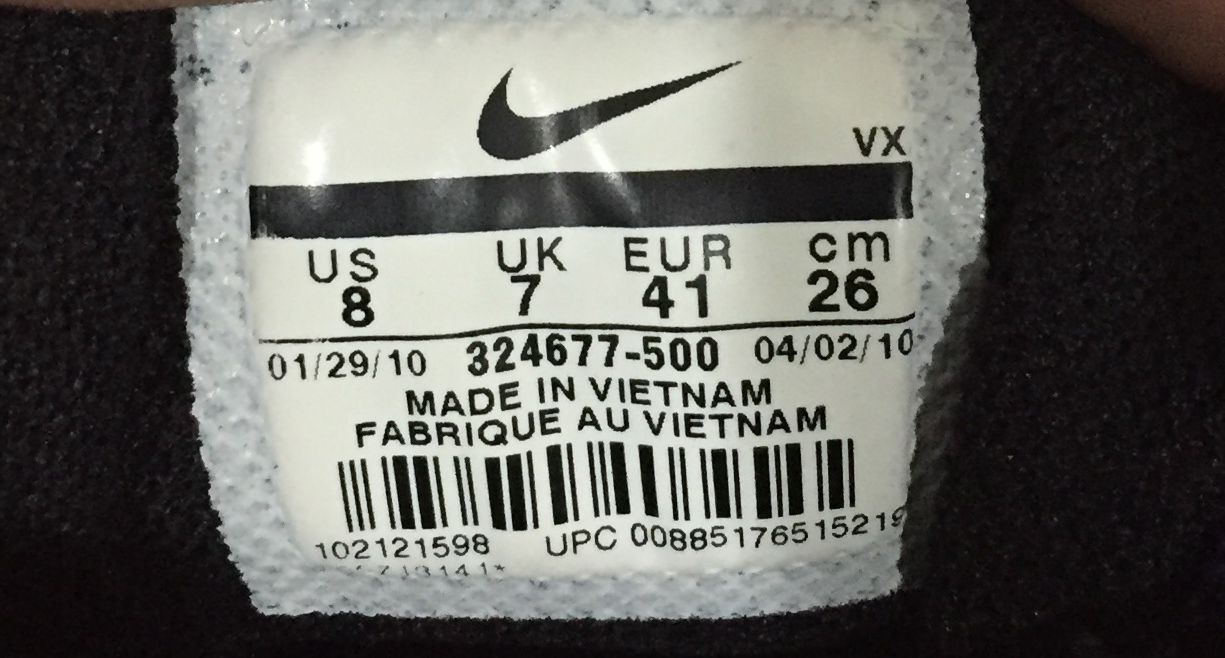 VX
US UK EUR cm
8 7 41 26
01/29/10 324677-500 04/02/10
MADE IN VIETNAM
FABRIQUE AU VIETNAM
102121598 UPC 00885176515219